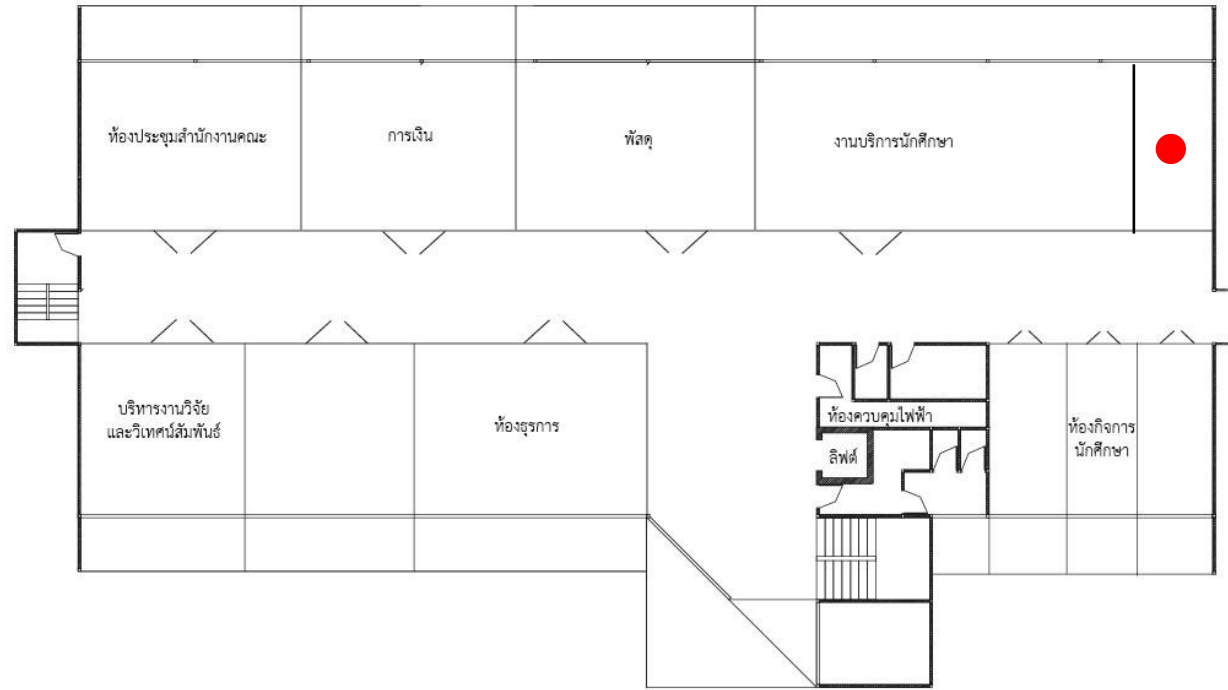 ห้องประชุมสำนักงานคณะ
การเงิน
พัสดุ
งานบริการนักศึกษา
บริหารงานวิจัย
และวิเทศน์สัมพันธ์
ห้องธุรการ
ห้องควบคุมไฟฟ้า
ลิฟต์
ห้องกิจการ
นักศึกษา